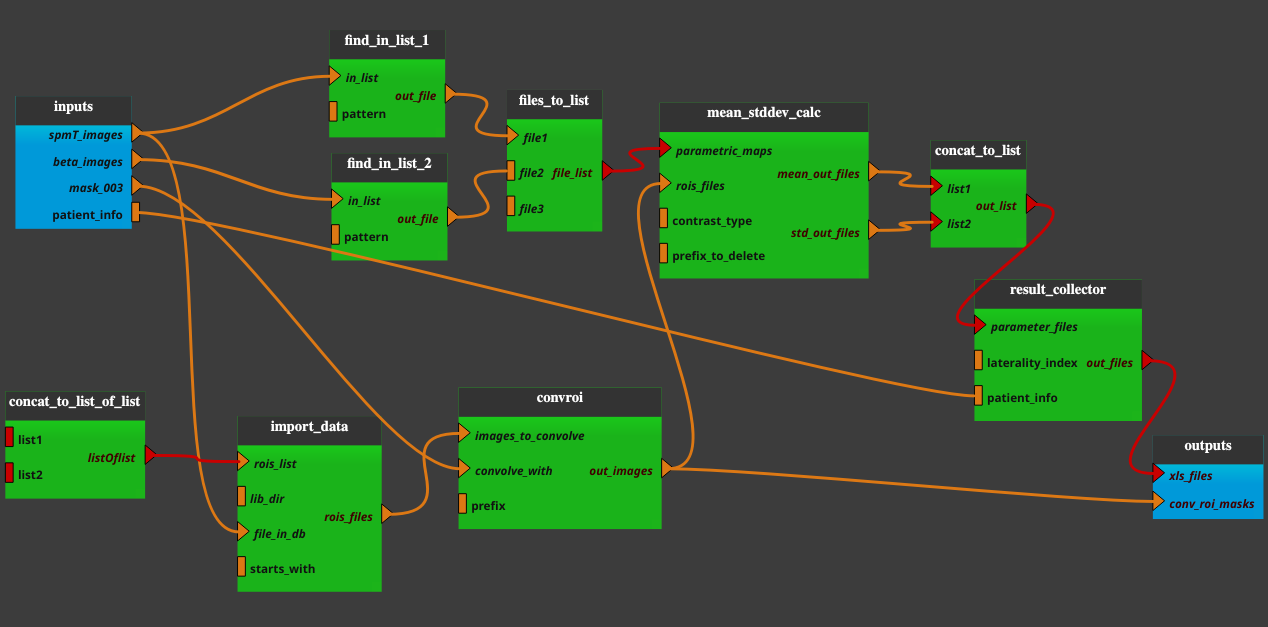 find_in_list_1
in_list
out_file
pattern
inputs
spmT_images
beta_images
mask_003
patient_info
find_in_list_2
in_list
out_file
pattern
files_to_list
file1
file2 file_list
file3
mean_stddev_calc
parametric_maps
mean_out_files
rois_files
contrast_type
std_out_files
prefix_to_delete
concat_to_list
list1
out_list
list2
result_collector
parameter_files
laterality_index out_files
patient_info
concat_to_list_of_list
list1
listOflist
list2
import_data
rois_list
lib_dir
rois_files
file_in_db
starts_with
convroi
images_to_convolve
convolve_with out_images
prefix
outputs
xls_files
conv_roi_masks